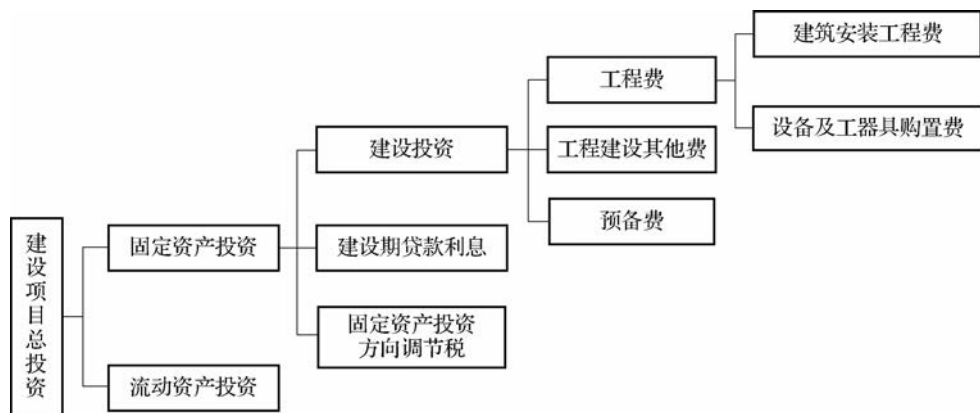 建设项目总投资
固定资产投资
流动资产投资
建设投资
建设期贷款利息
固定资产投资
方向调节税
工程费
工程建设其他费
预备费
建筑安装工程费
设备及工器具购置费